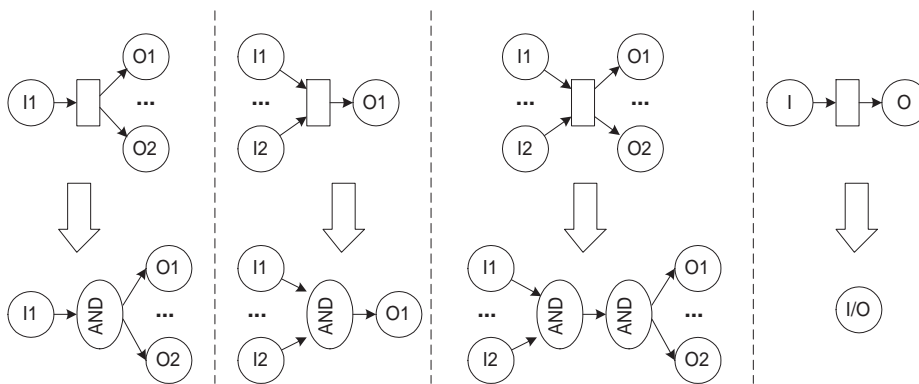 O1
I1
...
O2
I1
...
O1
I2
I1
O1
...
...
I2
O2
I
O
I1
AND
O1
...
O2
I1
...
AND
O1
I2
I1
...
AND
AND
O1
...
I2
O2
I/O